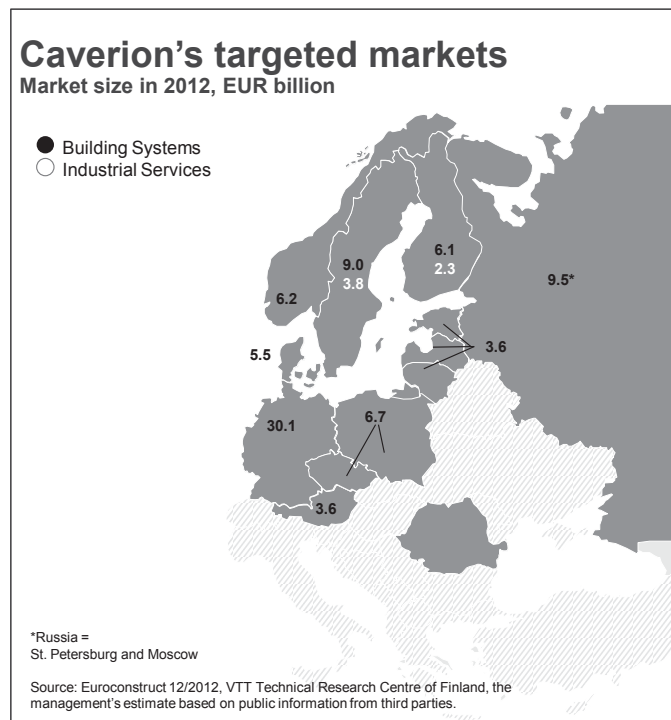 Caverion's targeted markets
Market size in 2012, EUR billion
Building Systems
Industrial Services
6.1
2.3
9.0
3.8
9.5*
6.2
3.6
5.5
6.7
30.1
3.6
*Russia =
St. Petersburg and Moscow
Source: Euroconstruct 12/2012, VTT Technical Research Centre of Finland, the
management's estimate based on public information from third parties.